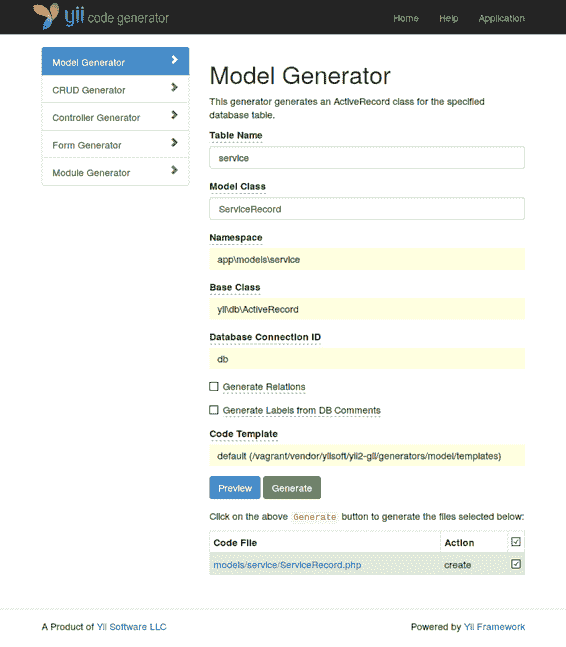 yii code generator
Home Help Application
Model Generator
CRUD Generator
Controller Generator
Form Generator
Module Generator
Model Generator
This generator generates an ActiveRecord class for the specified
database table.
Table Name
service
Model Class
ServiceRecord
Namespace
app\models\service
Base Class
yii\db\ActiveRecord
Database Connection ID
db
Generate Relations
Generate Labels from DB Comments
Code Template
default (/vagrant/vendor/yiisoft/yii2-gii/generators/model/templates)
Preview Generate
Click on the above Generate button to generate the files selected below:
Code File Action
models/service/ServiceRecord.php create
A Product of Yii Software LLC Powered by Yii Framework